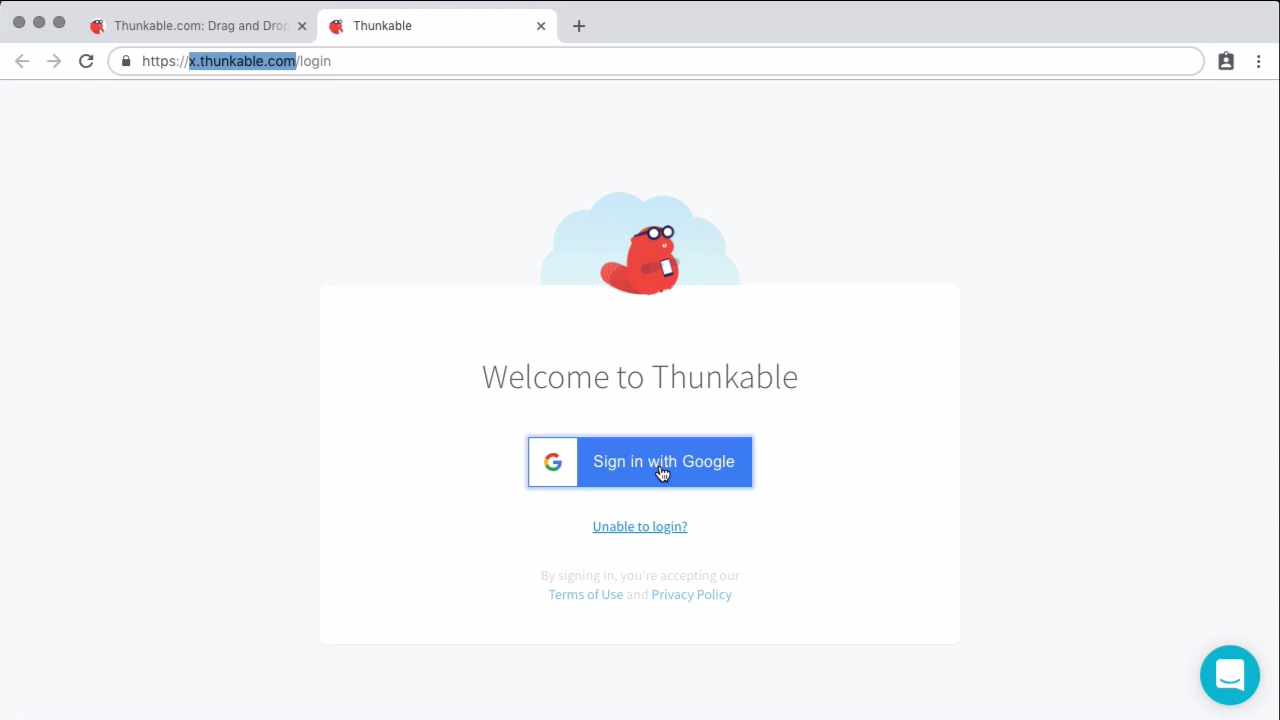 Thunkable.com: Drag and Drop
Thunkable
https://x.thunkable.com/login
Welcome to Thunkable
Sign in with Google
Unable to login?
By signing in, you're accepting our
Terms of Use and Privacy Policy